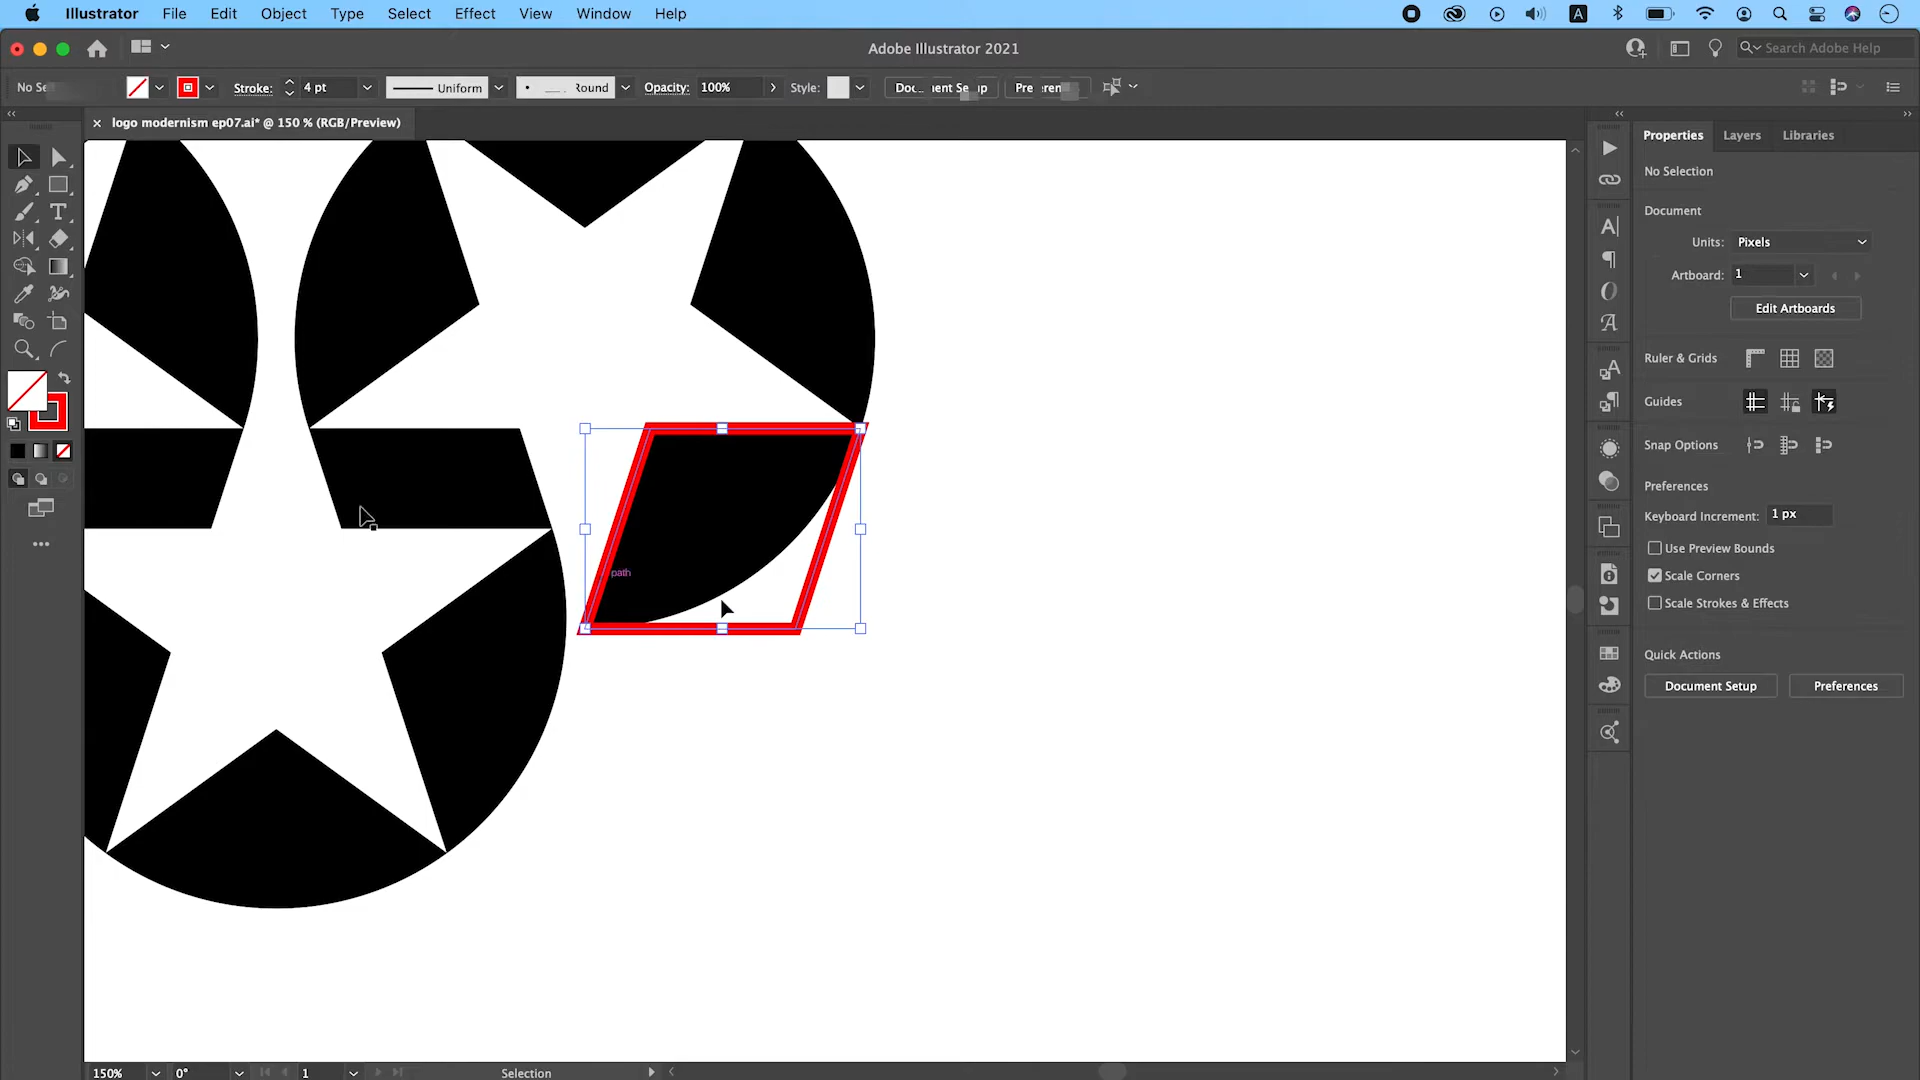 Illustrator File Edit Object Type Select Effect View Window Help
Adobe Illustrator 2021
Search Adobe Help
Stroke: 4 pt Uniform Opacity: 100% Style:
× logo modernism ep07.ai* @ 150 % (RGB/Preview)
Properties Layers Libraries
No Selection
Document
Units: Pixels
Artboard: 1
Edit Artboards
Ruler & Grids
Guides
Snap Options
Preferences
Keyboard Increment: 1 px
Use Preview Bounds
Scale Corners
Scale Strokes & Effects
Quick Actions
Document Setup Preferences
path
150% 0° 1 Selection